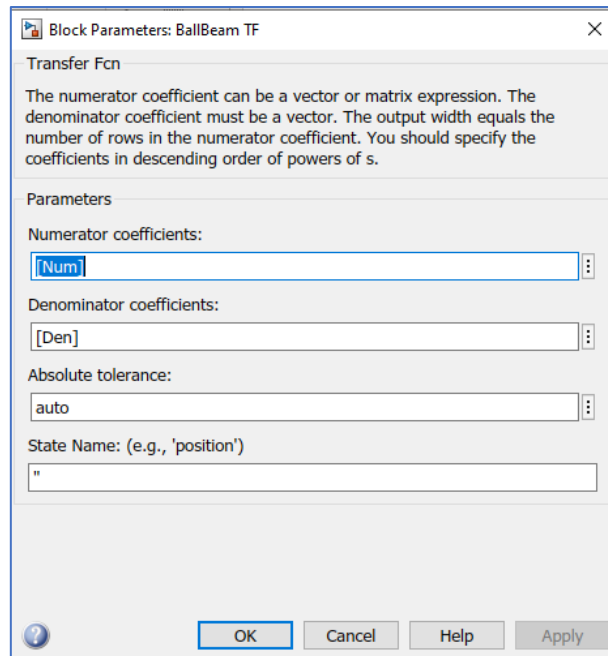 Block Parameters: BallBeam TF
Transfer Fcn
The numerator coefficient can be a vector or matrix expression. The
denominator coefficient must be a vector. The output width equals the
number of rows in the numerator coefficient. You should specify the
coefficients in descending order of powers of s.
Parameters
Numerator coefficients:
[Num]
Denominator coefficients:
[Den]
Absolute tolerance:
auto
State Name: (e.g., 'position')
''
OK Cancel Help Apply